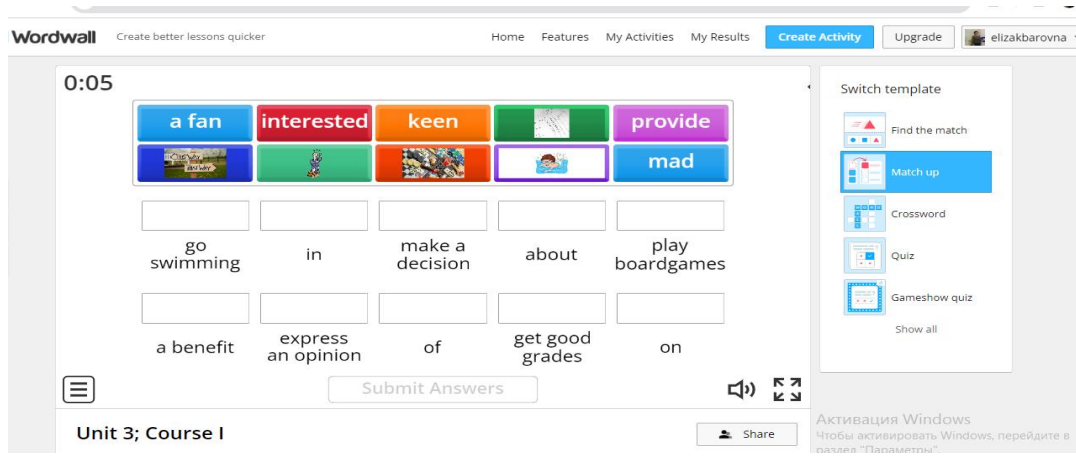 Wordwall Create better lessons quicker Home Features My Activities My Results Create Activity Upgrade elizakbarovna
0:05
a fan interested keen provide
mad
go swimming in make a decision about play boardgames
a benefit express an opinion of get good grades on
Submit Answers
Unit 3; Course I
Share
Switch template
Find the match
Match up
Crossword
Quiz
Gameshow quiz
Show all
Активация Windows
Чтобы активировать Windows, перейдите в
раздел "Параметры".